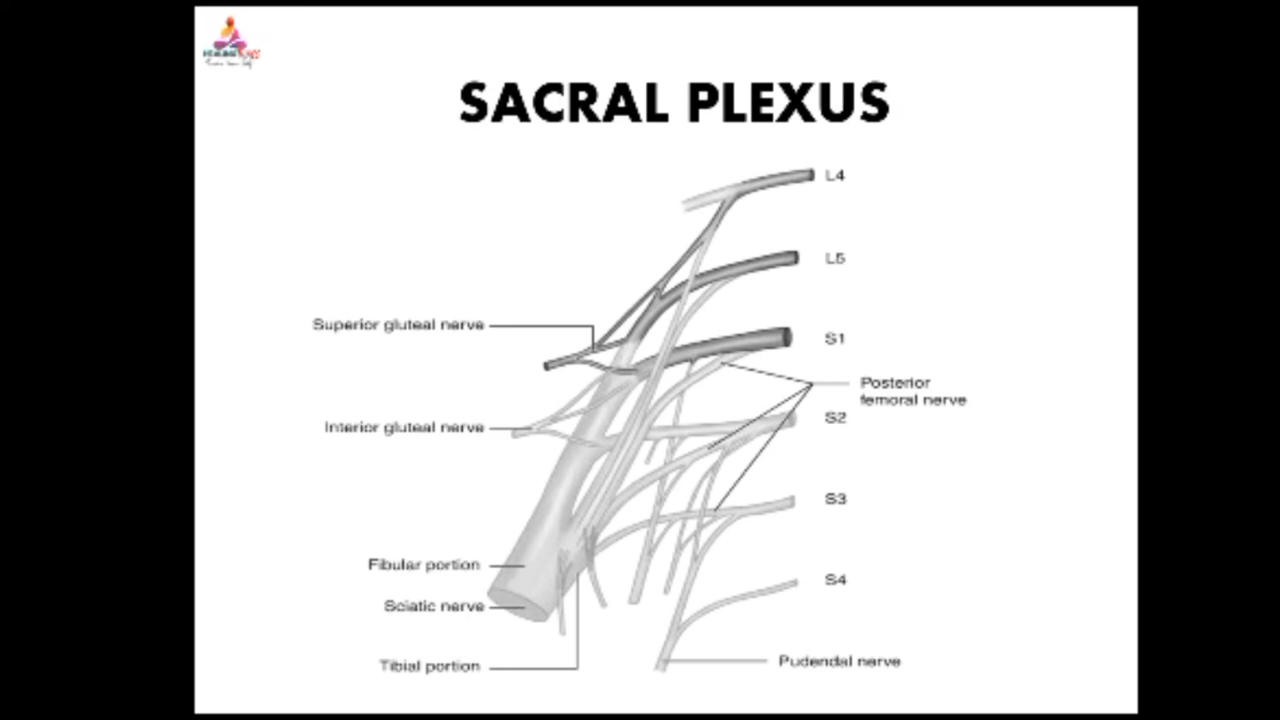 SACRAL PLEXUS
L4
L5
Superior gluteal nerve
S1
Posterior
femoral nerve
S2
Interior gluteal nerve
S3
Fibular portion
S4
Sciatic nerve
Tibial portion
Pudendal nerve